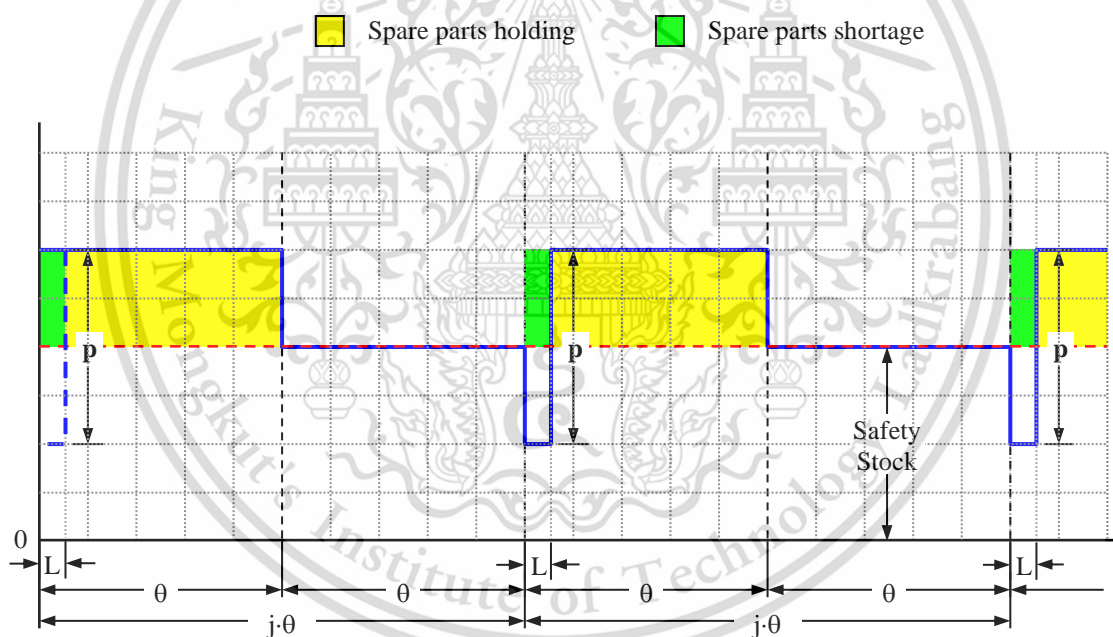 Spare parts holding
Spare parts shortage
p
p
p
Safety
Stock
0
L
L
L
θ
θ
θ
θ
j·θ
j·θ
King Mongkut's Institute of Technology Ladkrabang